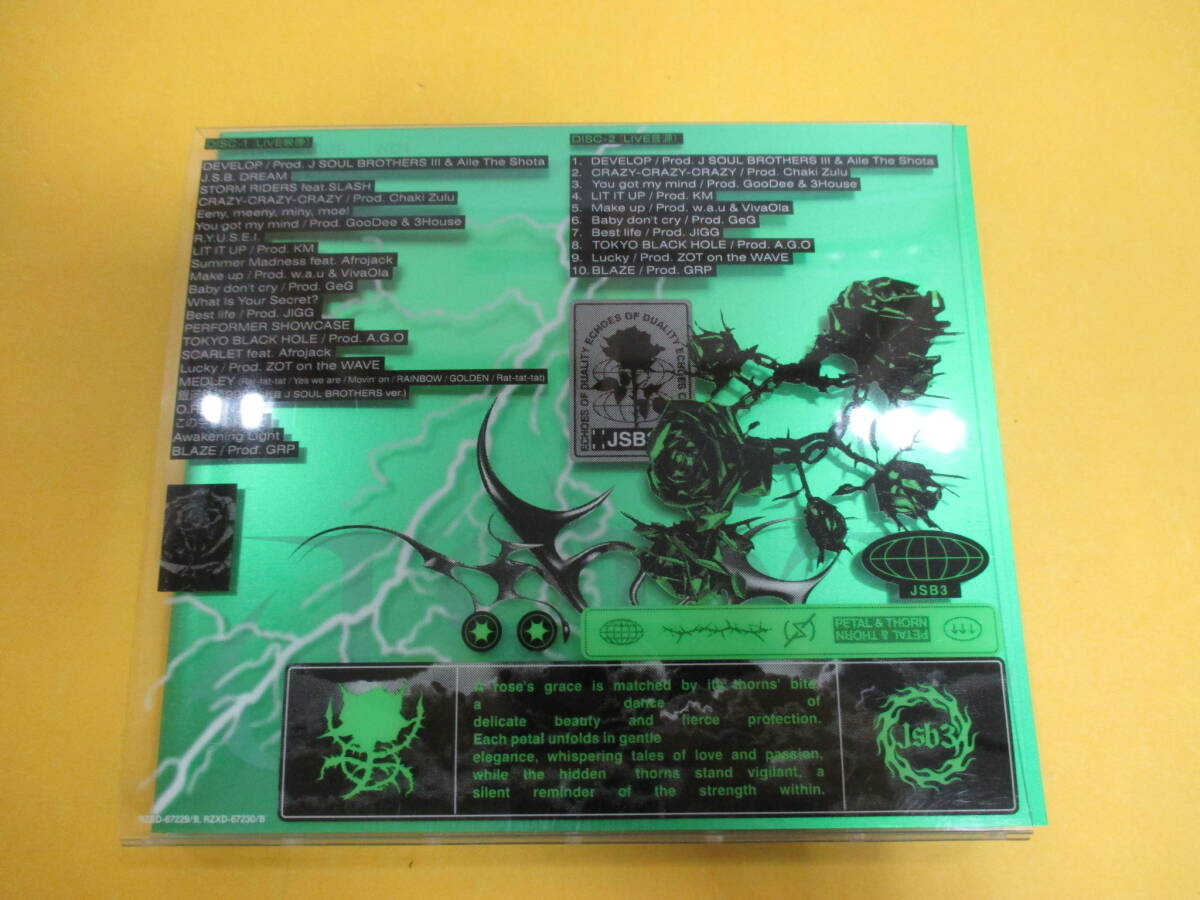 DISC-1 (LIVE映像)
DEVELOP / Prod. J SOUL BROTHERS III & Aile The Shota
J.S.B. DREAM
STORM RIDERS feat.SLASH
CRAZY-CRAZY-CRAZY / Prod. Chaki Zulu
Eeny, meeny, miny, moe!
You got my mind / Prod. GooDee & 3House
R.Y.U.S.E.I.
LIT IT UP / Prod. KM
Summer Madness feat. Afrojack
Make up / Prod. w.a.u & VivaOla
Baby don't cry / Prod. GeG
What Is Your Secret?
Best life / Prod. JIGG
PERFORMER SHOWCASE
TOKYO BLACK HOLE / Prod. A.G.O
SCARLET feat. Afrojack
Lucky / Prod. ZOT on the WAVE
MEDLEY (Rat-tat-tat / Yes we are / Movin' on / RAINBOW / GOLDEN / Rat-tat-tat)
J SOUL BROTHERS ver.)
Awakening Light
BLAZE / Prod. GRP
DISC-2 (LIVE音源)
1. DEVELOP / Prod. J SOUL BROTHERS III & Aile The Shota
2. CRAZY-CRAZY-CRAZY / Prod. Chaki Zulu
3. You got my mind / Prod. GooDee & 3House
4. LIT IT UP / Prod. KM
5. Make up / Prod. w.a.u & VivaOla
6. Baby don't cry / Prod. GeG
7. Best life / Prod. JIGG
8. TOKYO BLACK HOLE / Prod. A.G.O
9. Lucky / Prod. ZOT on the WAVE
10. BLAZE / Prod. GRP
ECHOES OF DUALITY ECHOES OF DUALITY ECHOES
JSB3
JSB3
PETAL & THORN
PETAL & THORN
A rose's grace is matched by its thorns' bite,
a dance of
delicate beauty and fierce protection.
Each petal unfolds in gentle
elegance, whispering tales of love and passion,
while the hidden thorns stand vigilant, a
silent reminder of the strength within.
Jsb3
RZXD-67229/B, RZXD-67230/B